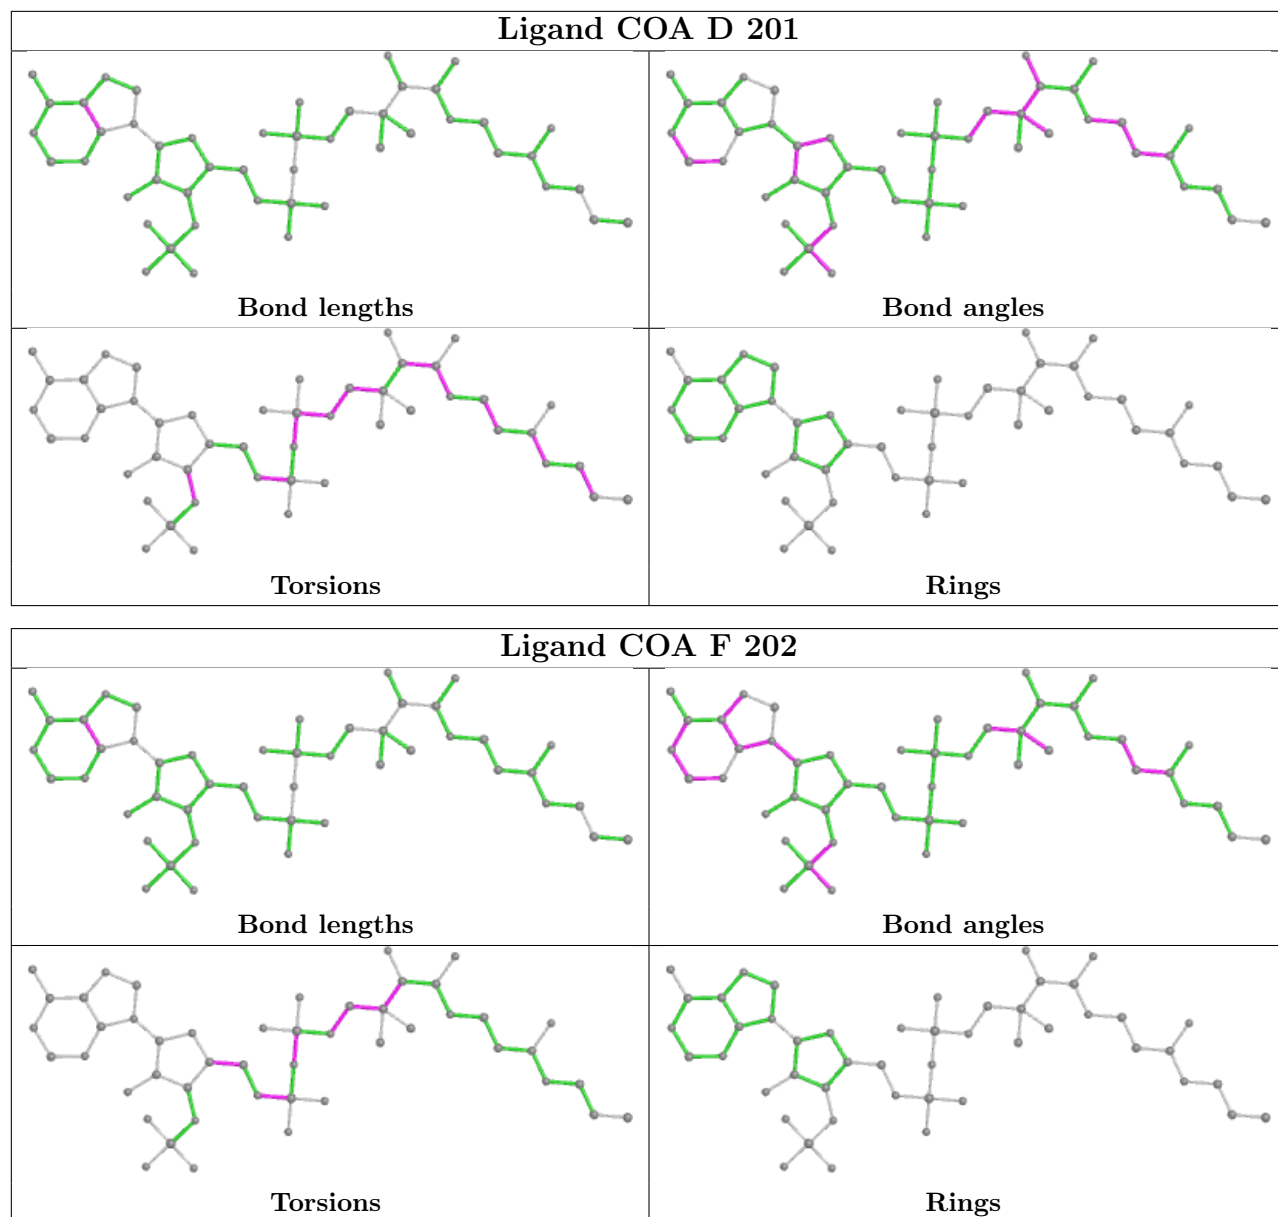 Ligand COA D 201
Bond lengths
Bond angles
Torsions
Rings
Ligand COA F 202
Bond lengths
Bond angles
Torsions
Rings